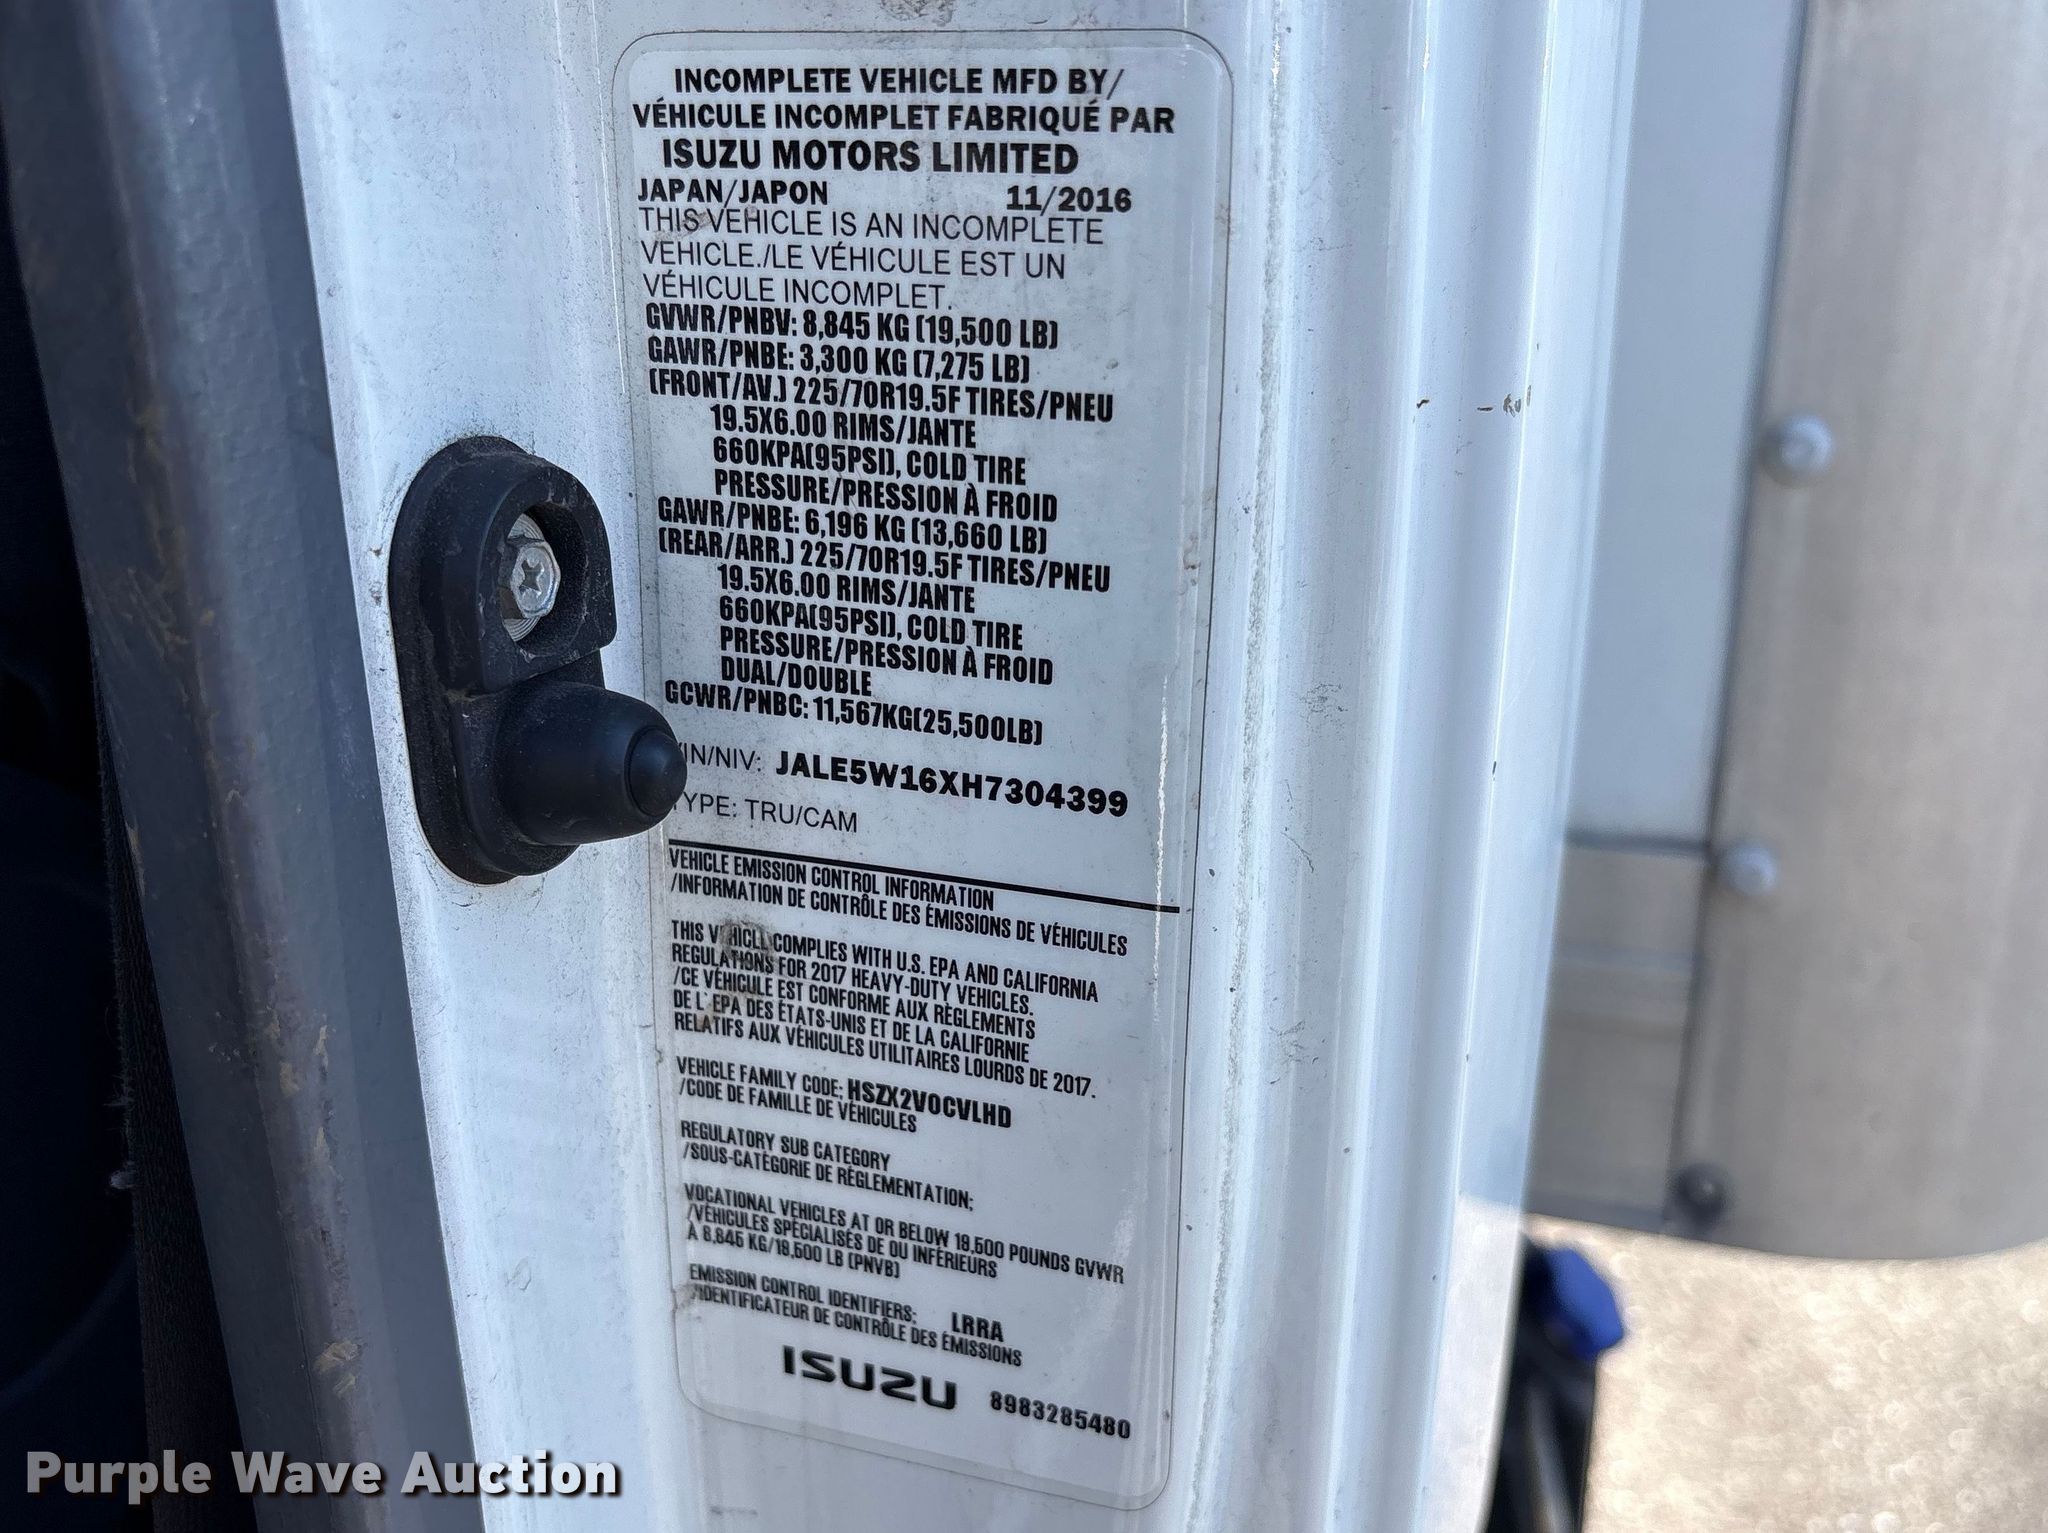 INCOMPLETE VEHICLE MFD BY/
VÉHICULE INCOMPLET FABRIQUÉ PAR
ISUZU MOTORS LIMITED
JAPAN/JAPON 11/2016
THIS VEHICLE IS AN INCOMPLETE
VEHICLE./LE VÉHICULE EST UN
VÉHICULE INCOMPLET.
GVWR/PNBV: 8,845 KG (19,500 LB)
GAWR/PNBE: 3,300 KG (7,275 LB)
(FRONT/AV.) 225/70R19.5F TIRES/PNEU
19.5X6.00 RIMS/JANTE
660KPA(95PSI), COLD TIRE
PRESSURE/PRESSION À FROID
GAWR/PNBE: 6,196 KG (13,660 LB)
(REAR/ARR.) 225/70R19.5F TIRES/PNEU
19.5X6.00 RIMS/JANTE
660KPA(95PSI), COLD TIRE
PRESSURE/PRESSION À FROID
DUAL/DOUBLE
GCWR/PNBC: 11,567KG(25,500LB)
VIN/NIV: JALE5W16XH7304399
TYPE: TRU/CAM
VEHICLE EMISSION CONTROL INFORMATION
/INFORMATION DE CONTRÔLE DES ÉMISSIONS DE VÉHICULES
THIS VEHICLE COMPLIES WITH U.S. EPA AND CALIFORNIA
REGULATIONS FOR 2017 HEAVY-DUTY VEHICLES.
/CE VÉHICULE EST CONFORME AUX RÈGLEMENTS
DE L'EPA DES ÉTATS-UNIS ET DE LA CALIFORNIE
RELATIFS AUX VÉHICULES UTILITAIRES LOURDS DE 2017.
VEHICLE FAMILY CODE: HSZX2VOCVLHD
/CODE DE FAMILLE DE VÉHICULES
REGULATORY SUB CATEGORY
/SOUS-CATÉGORIE DE RÉGLEMENTATION;
VOCATIONAL VEHICLES AT OR BELOW 19,500 POUNDS GVWR
/VÉHICULES SPÉCIALISÉS DE OU INFÉRIEURS
À 8,845 KG/19,500 LB (PNVB)
EMISSION CONTROL IDENTIFIERS: LRRA
/IDENTIFICATEUR DE CONTRÔLE DES ÉMISSIONS
ISUZU 8983285480
Purple Wave Auction